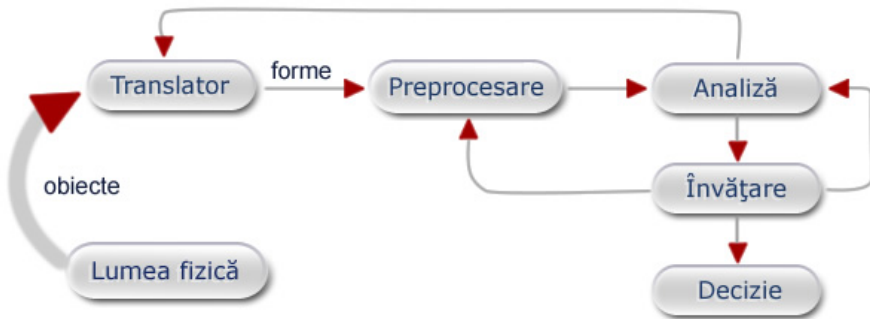 Translator
forme
Preprocesare
Analiză
obiecte
Învăţare
Lumea fizică
Decizie